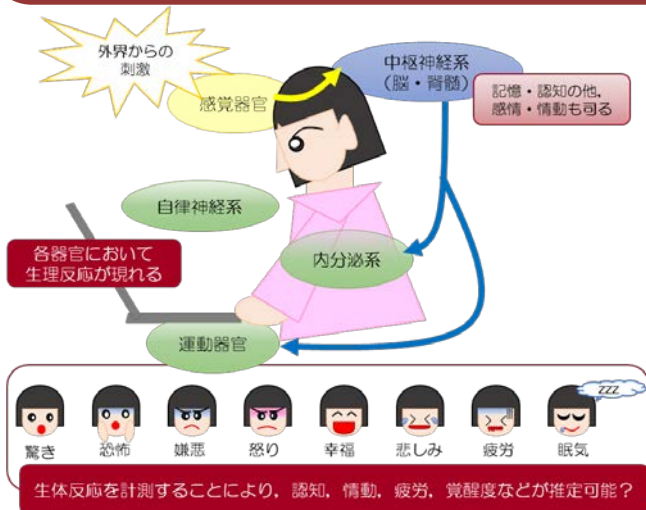 外界からの
刺激
感覚器官
中枢神経系
(脳・脊髄)
記憶・認知の他,
感情・情動も司る
自律神経系
各器官において
生理反応が現れる
内分泌系
運動器官
zzz
驚き 恐怖 嫌悪 怒り 幸福 悲しみ 疲労 眠気
生体反応を計測することにより,認知,情動,疲労,覚醒度などが推定可能?